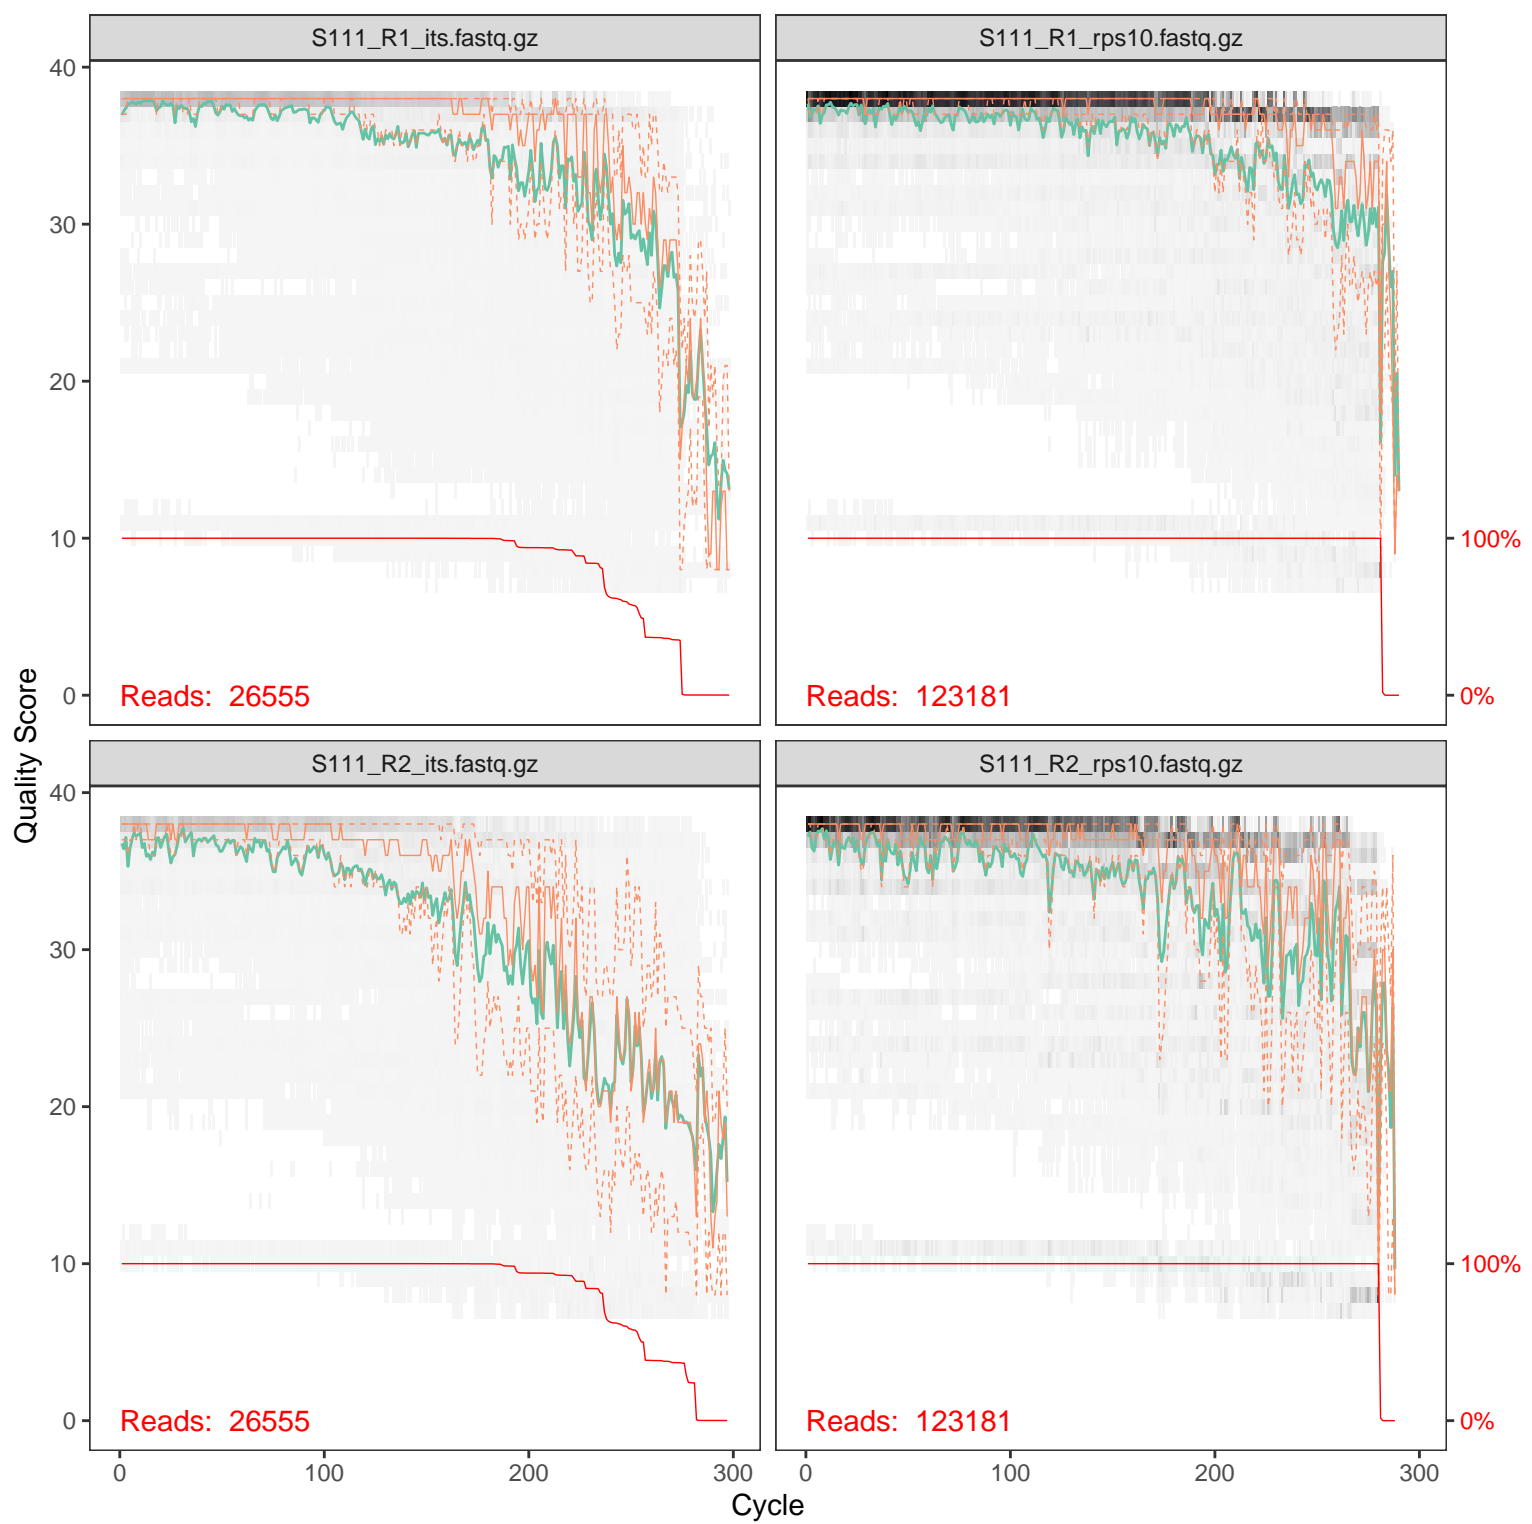 S111_R1_its.fastq.gz
S111_R1_rps10.fastq.gz
40
30
20
10
0
Reads: 26555
Reads: 123181
100%
0%
Quality Score
S111_R2_its.fastq.gz
S111_R2_rps10.fastq.gz
40
30
20
10
0
Reads: 26555
Reads: 123181
100%
0%
0 100 200 300
0 100 200 300
Cycle